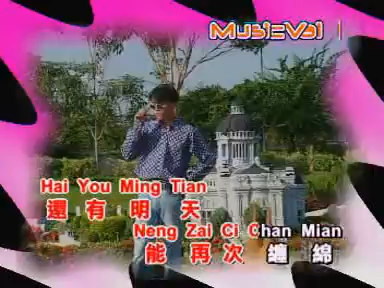 MusicVal 1
Hai You Ming Tian
還有明天
Neng Zai Ci Chan Mian
能再次纏綿